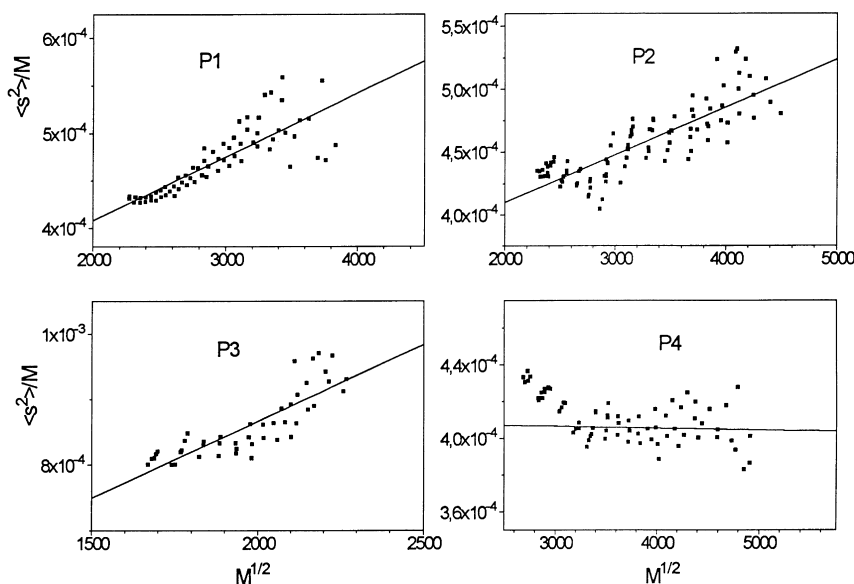 6x10⁻⁴
5x10⁻⁴
4x10⁻⁴
<s²>/M
P1
2000 3000 4000
5,5x10⁻⁴
5,0x10⁻⁴
4,5x10⁻⁴
4,0x10⁻⁴
P2
2000 3000 4000 5000
1x10⁻³
8x10⁻⁴
<s²>/M
P3
1500 2000 2500
M¹/²
4,4x10⁻⁴
4,0x10⁻⁴
3,6x10⁻⁴
P4
3000 4000 5000
M¹/²